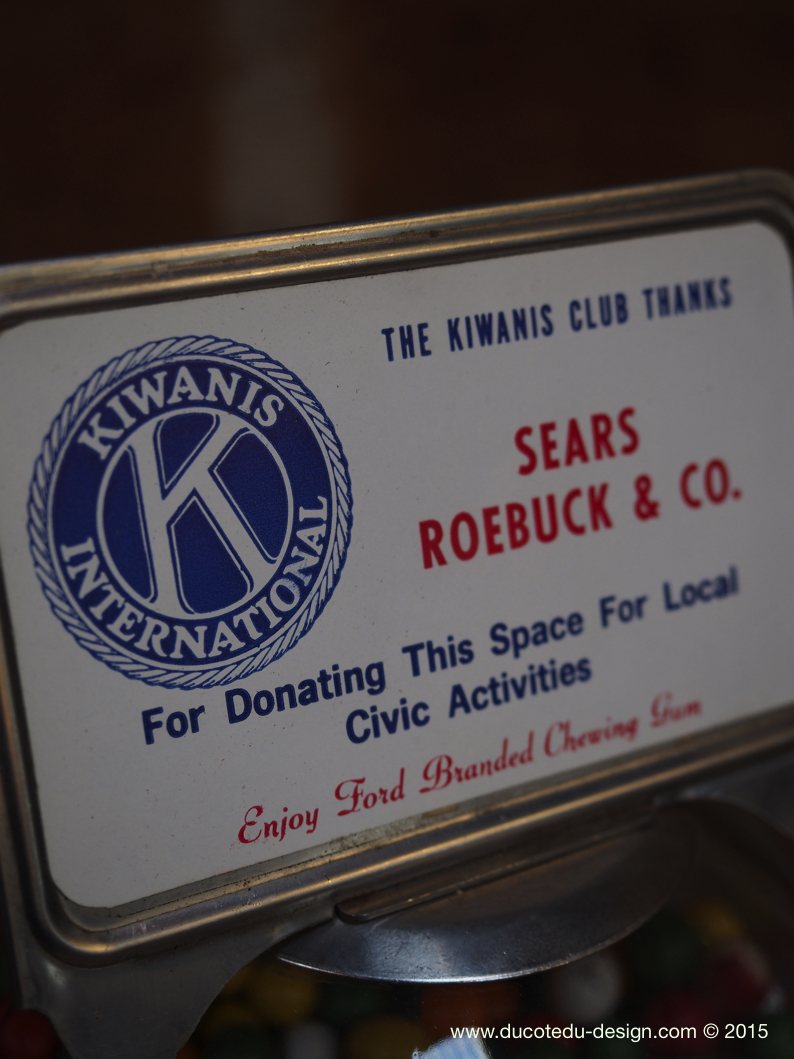 KIWANIS
K
INTERNATIONAL
THE KIWANIS CLUB THANKS
SEARS
ROEBUCK & CO.
For Donating This Space For Local
Civic Activities
Enjoy Ford Branded Chewing Gum
www.ducotedu-design.com © 2015